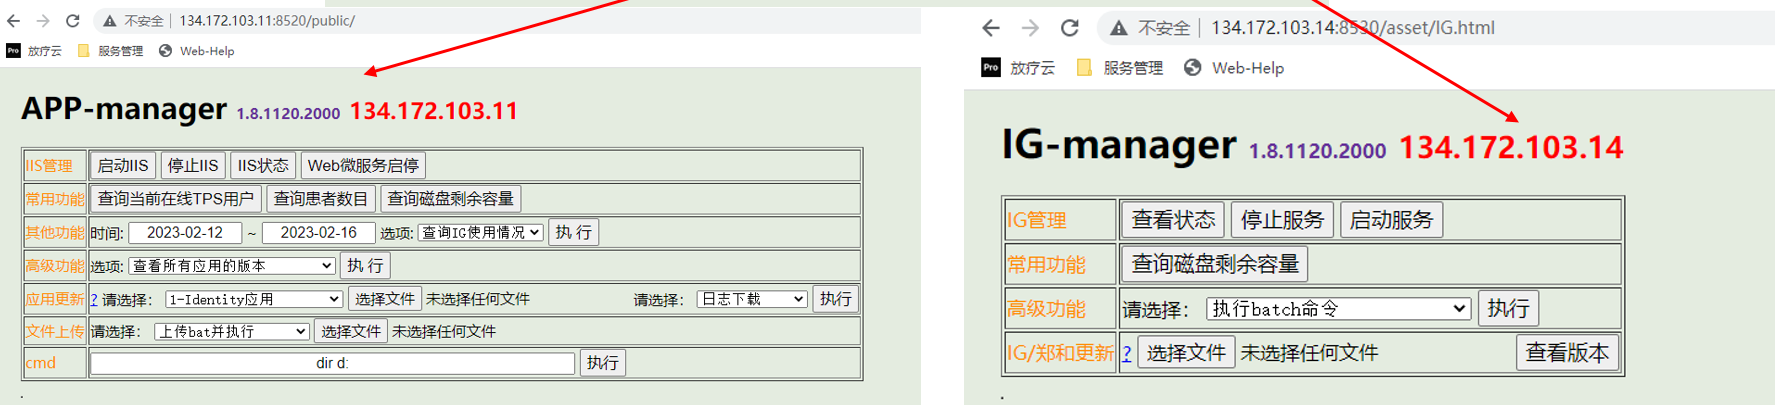 不安全 134.172.103.11:8520/public/
放疗云 服务管理 Web-Help
APP-manager 1.8.1120.2000 134.172.103.11
IIS管理 启动IIS 停止IIS IIS状态 Web微服务启停
常用功能 查询当前在线TPS用户 查询患者数目 查询磁盘剩余容量
其他功能 时间: 2023-02-12 ~ 2023-02-16 选项: 查询IG使用情况 执 行
高级功能 选项: 查看所有应用的版本 执 行
应用更新 ? 请选择： 1-Identity应用 选择文件 未选择任何文件 请选择： 日志下载 执行
文件上传 请选择： 上传bat并执行 选择文件 未选择任何文件
cmd dir d: 执行
.
不安全 134.172.103.14:8530/asset/IG.html
Pro 放疗云 服务管理 Web-Help
IG-manager 1.8.1120.2000 134.172.103.14
IG管理 查看状态 停止服务 启动服务
常用功能 查询磁盘剩余容量
高级功能 请选择： 执行batch命令 执行
IG/郑和更新 ? 选择文件 未选择任何文件 查看版本
.